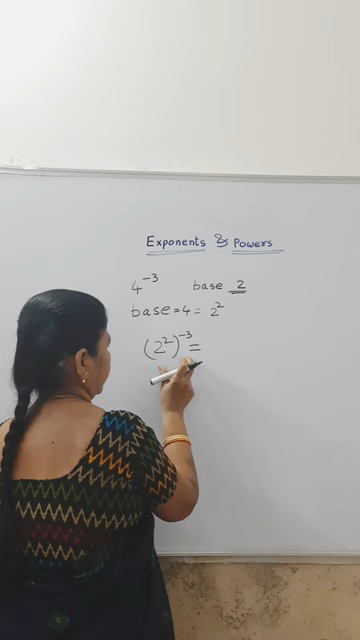 Exponents & Powers
4⁻³ base 2
base = 4 = 2²
(2²)⁻³ =